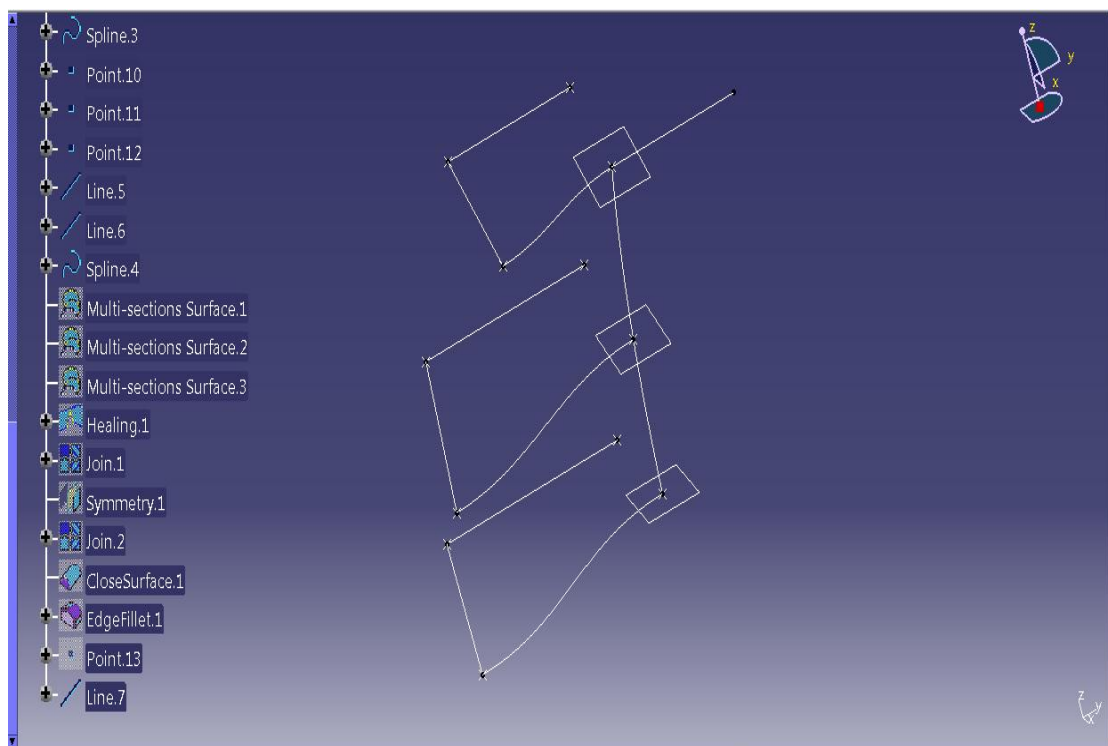 Spline.3
Point.10
Point.11
Point.12
Line.5
Line.6
Spline.4
Multi-sections Surface.1
Multi-sections Surface.2
Multi-sections Surface.3
Healing.1
Join.1
Symmetry.1
Join.2
CloseSurface.1
EdgeFillet.1
Point.13
Line.7
z
y
x
z
y
x